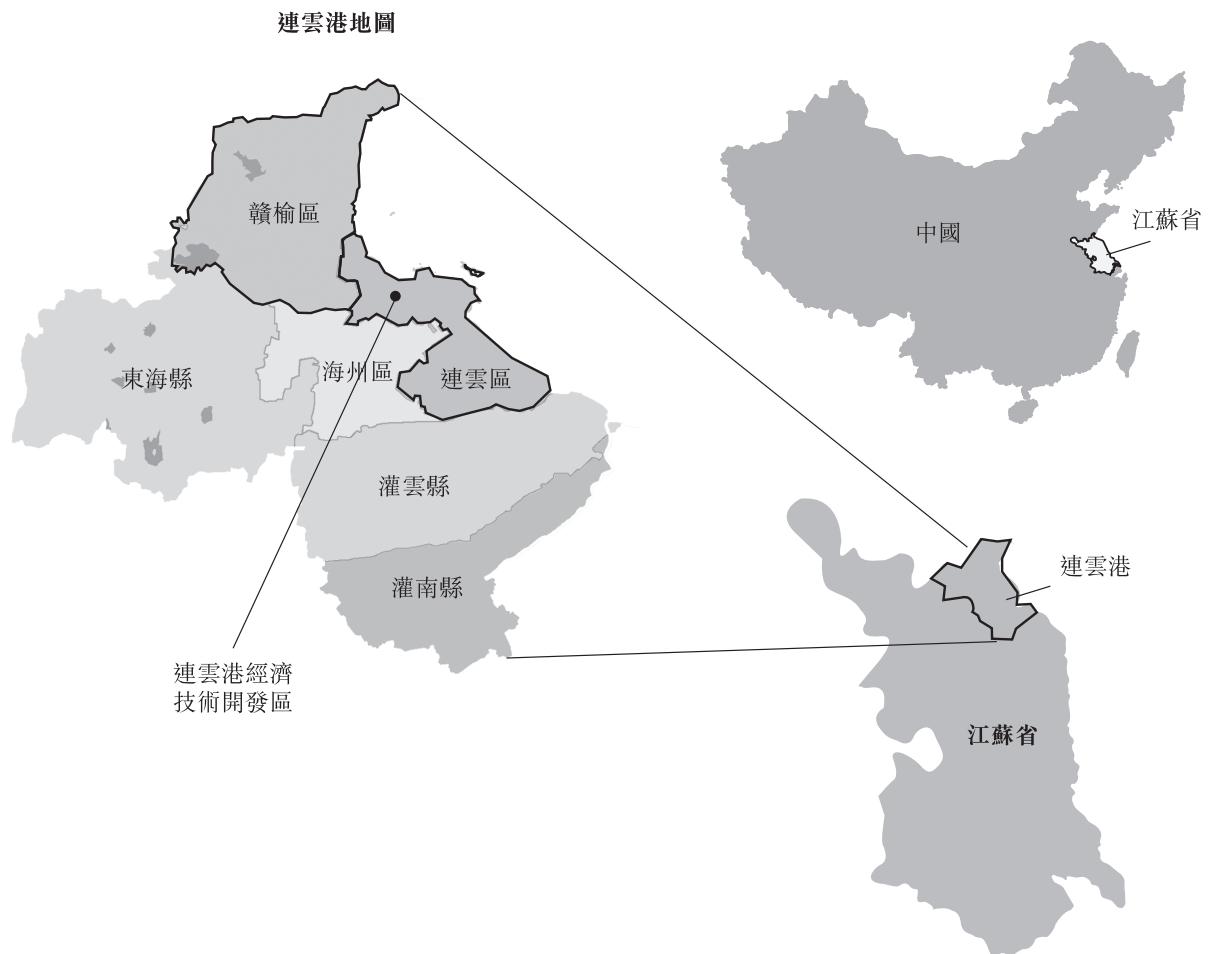 連雲港地圖
中國
江蘇省
贛榆區
東海縣
海州區
連雲區
灌雲縣
灌南縣
連雲港經濟
技術開發區
連雲港
江蘇省